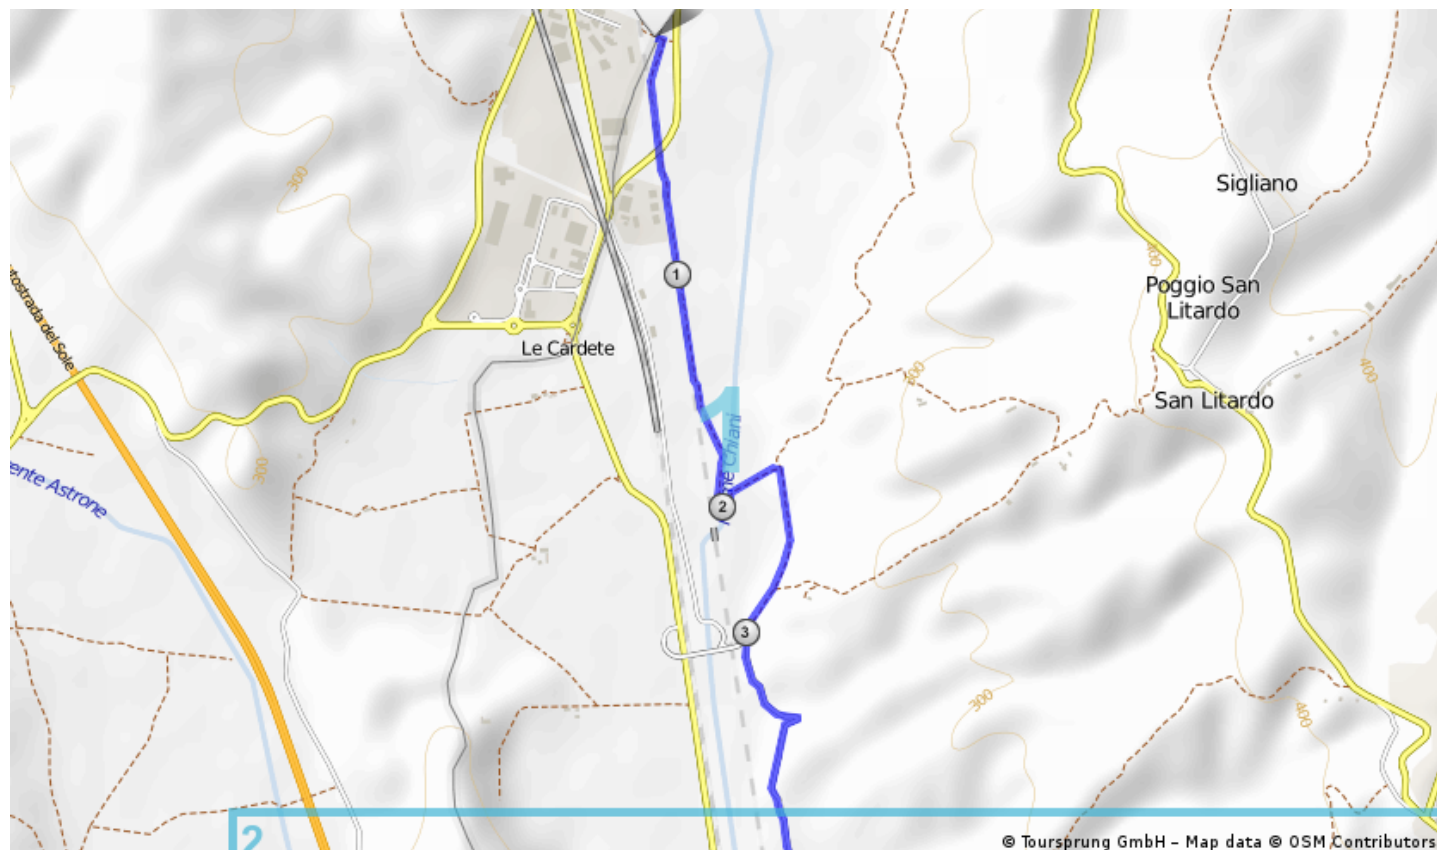 300
Sigliano
400
tostrada del Sole
Poggio San
Litardo
1
Le Cardete
300
400
1
San Litardo
me Chiani
300
ente Astrone
2
3
300
400
2
© Toursprung GmbH – Map data © OSM Contributors